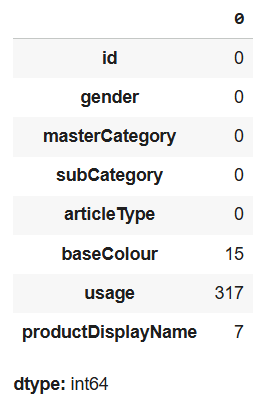 0
id 0
gender 0
masterCategory 0
subCategory 0
articleType 0
baseColour 15
usage 317
productDisplayName 7
dtype: int64